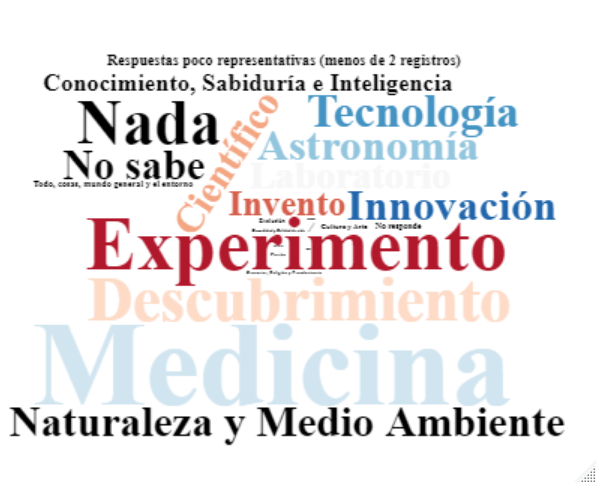 Respuestas poco representativas (menos de 2 registros)
Conocimiento, Sabiduría e Inteligencia
Nada
Científico
Tecnología
Astronomía
No sabe
Laboratorio
Todo, cosas, mundo general y el entorno
Invento
Innovación
Evolución
Cultura y Arte
No responde
Experimento
Descubrimiento
Medicina
Naturaleza y Medio Ambiente